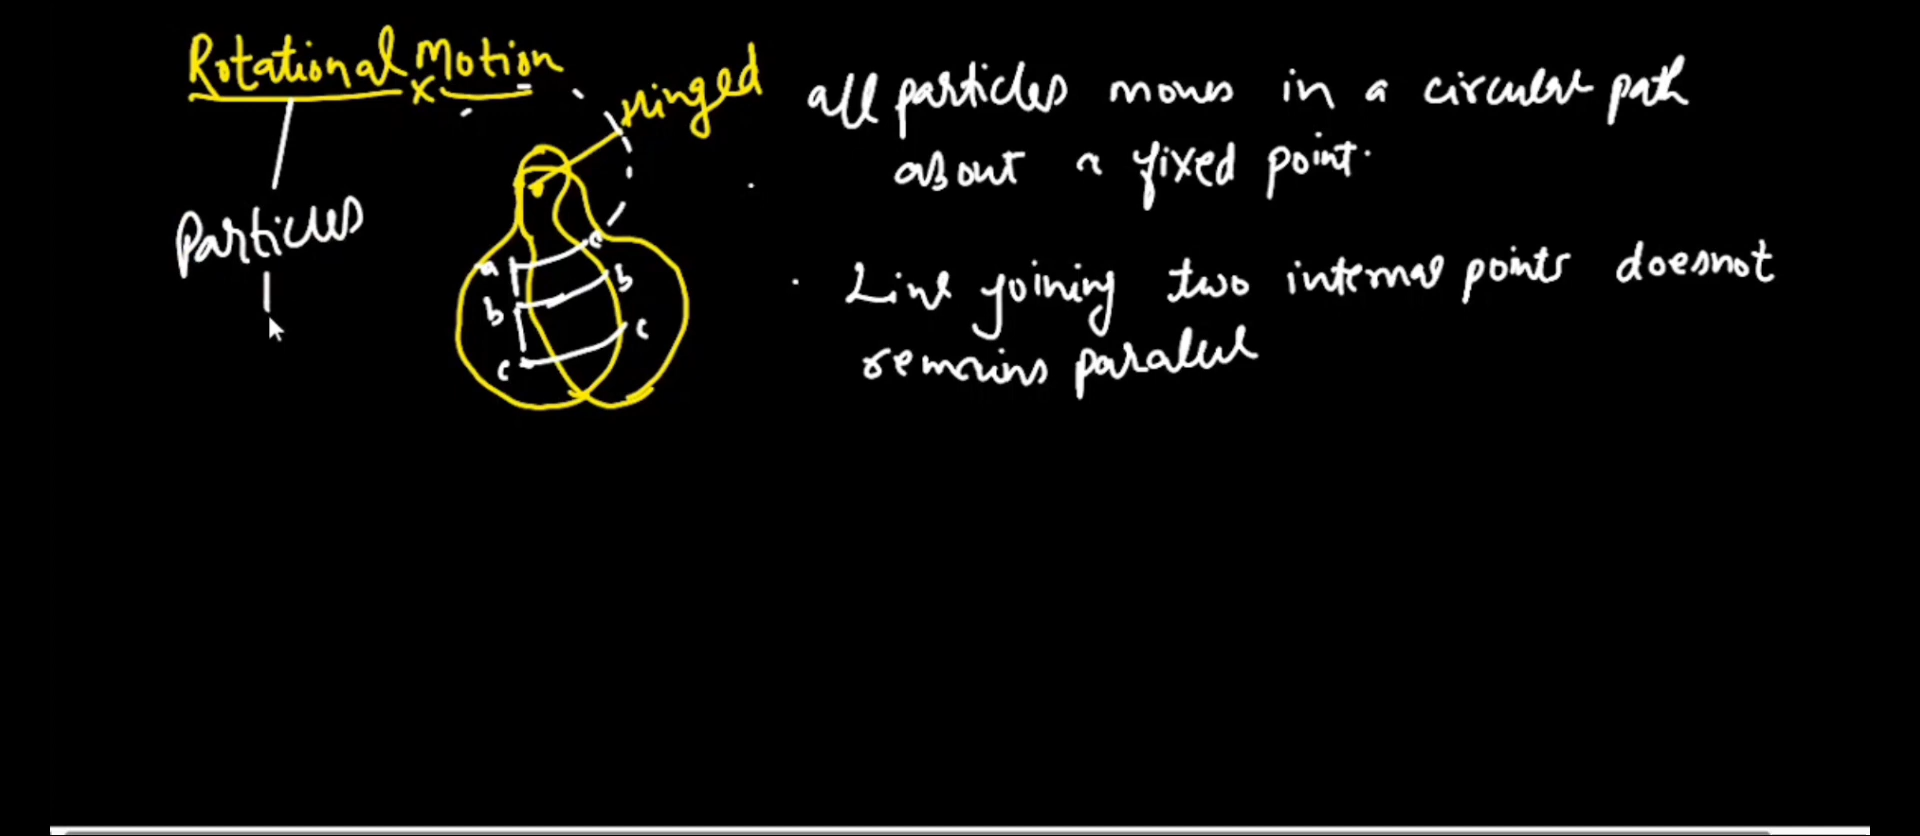 Rotational Motion
x
Hinged
all particles moves in a circular path
about a fixed point.
Particles
a
a
b
b
c
c
Line joining two internal points doesnot
remains parallel